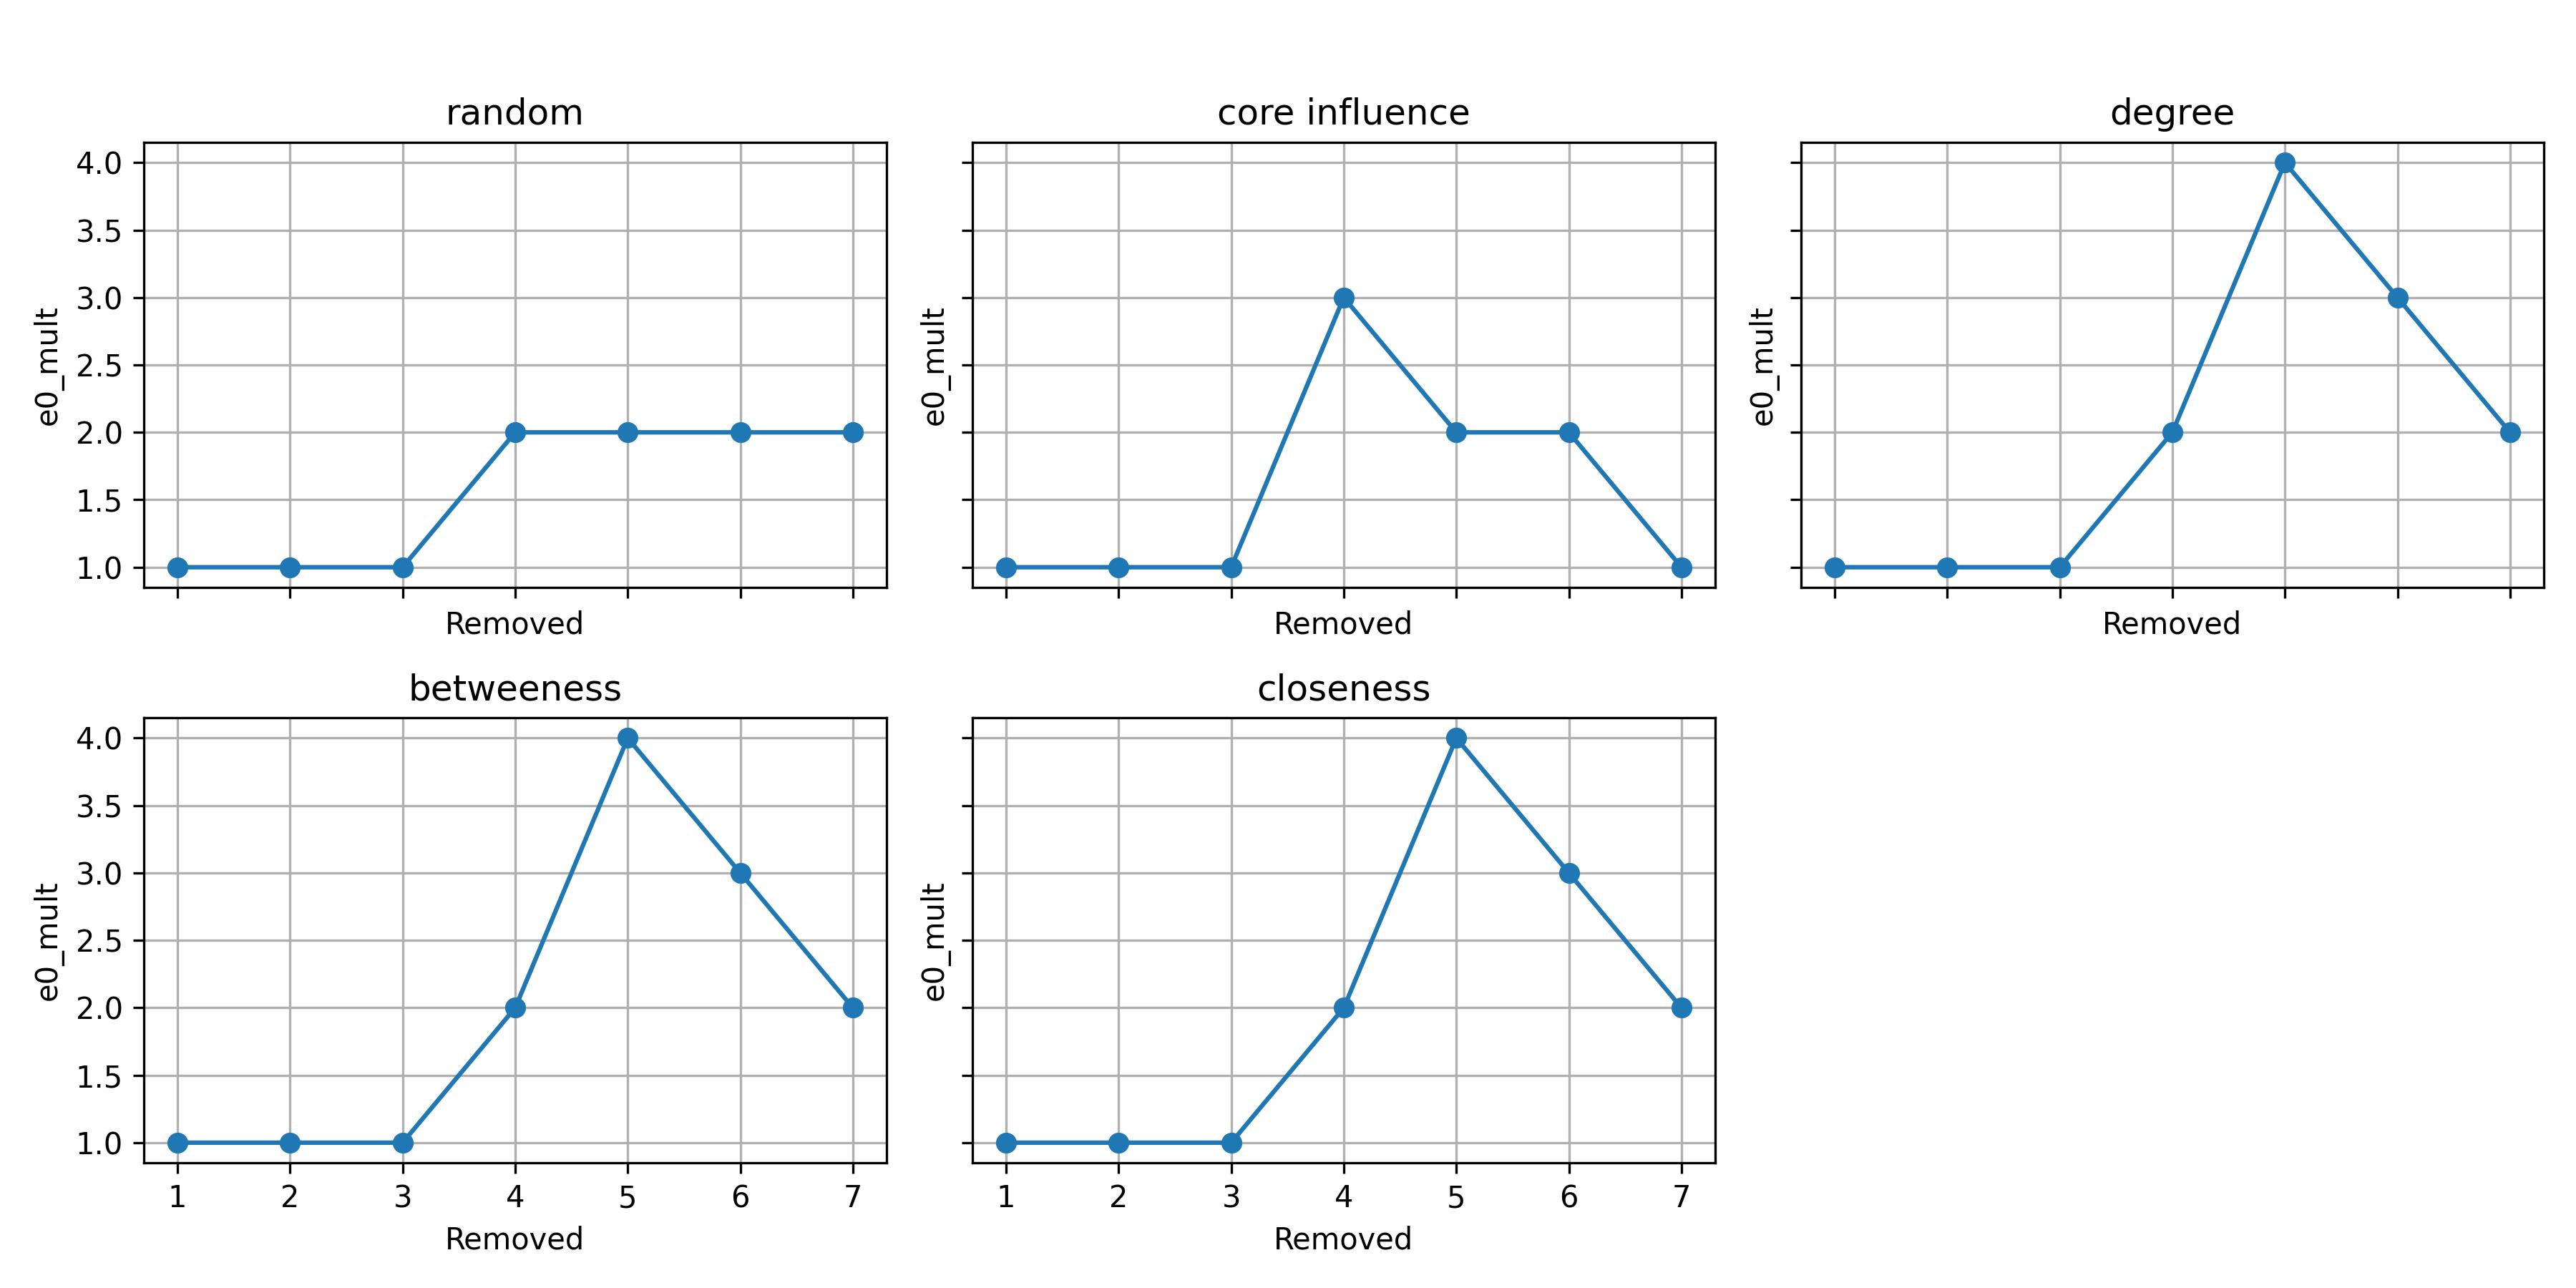 random
4.0
3.5
3.0
2.5
2.0
1.5
1.0
e0_mult
Removed
core influence
e0_mult
Removed
degree
e0_mult
Removed
betweeness
4.0
3.5
3.0
2.5
2.0
1.5
1.0
e0_mult
1 2 3 4 5 6 7
Removed
closeness
e0_mult
1 2 3 4 5 6 7
Removed